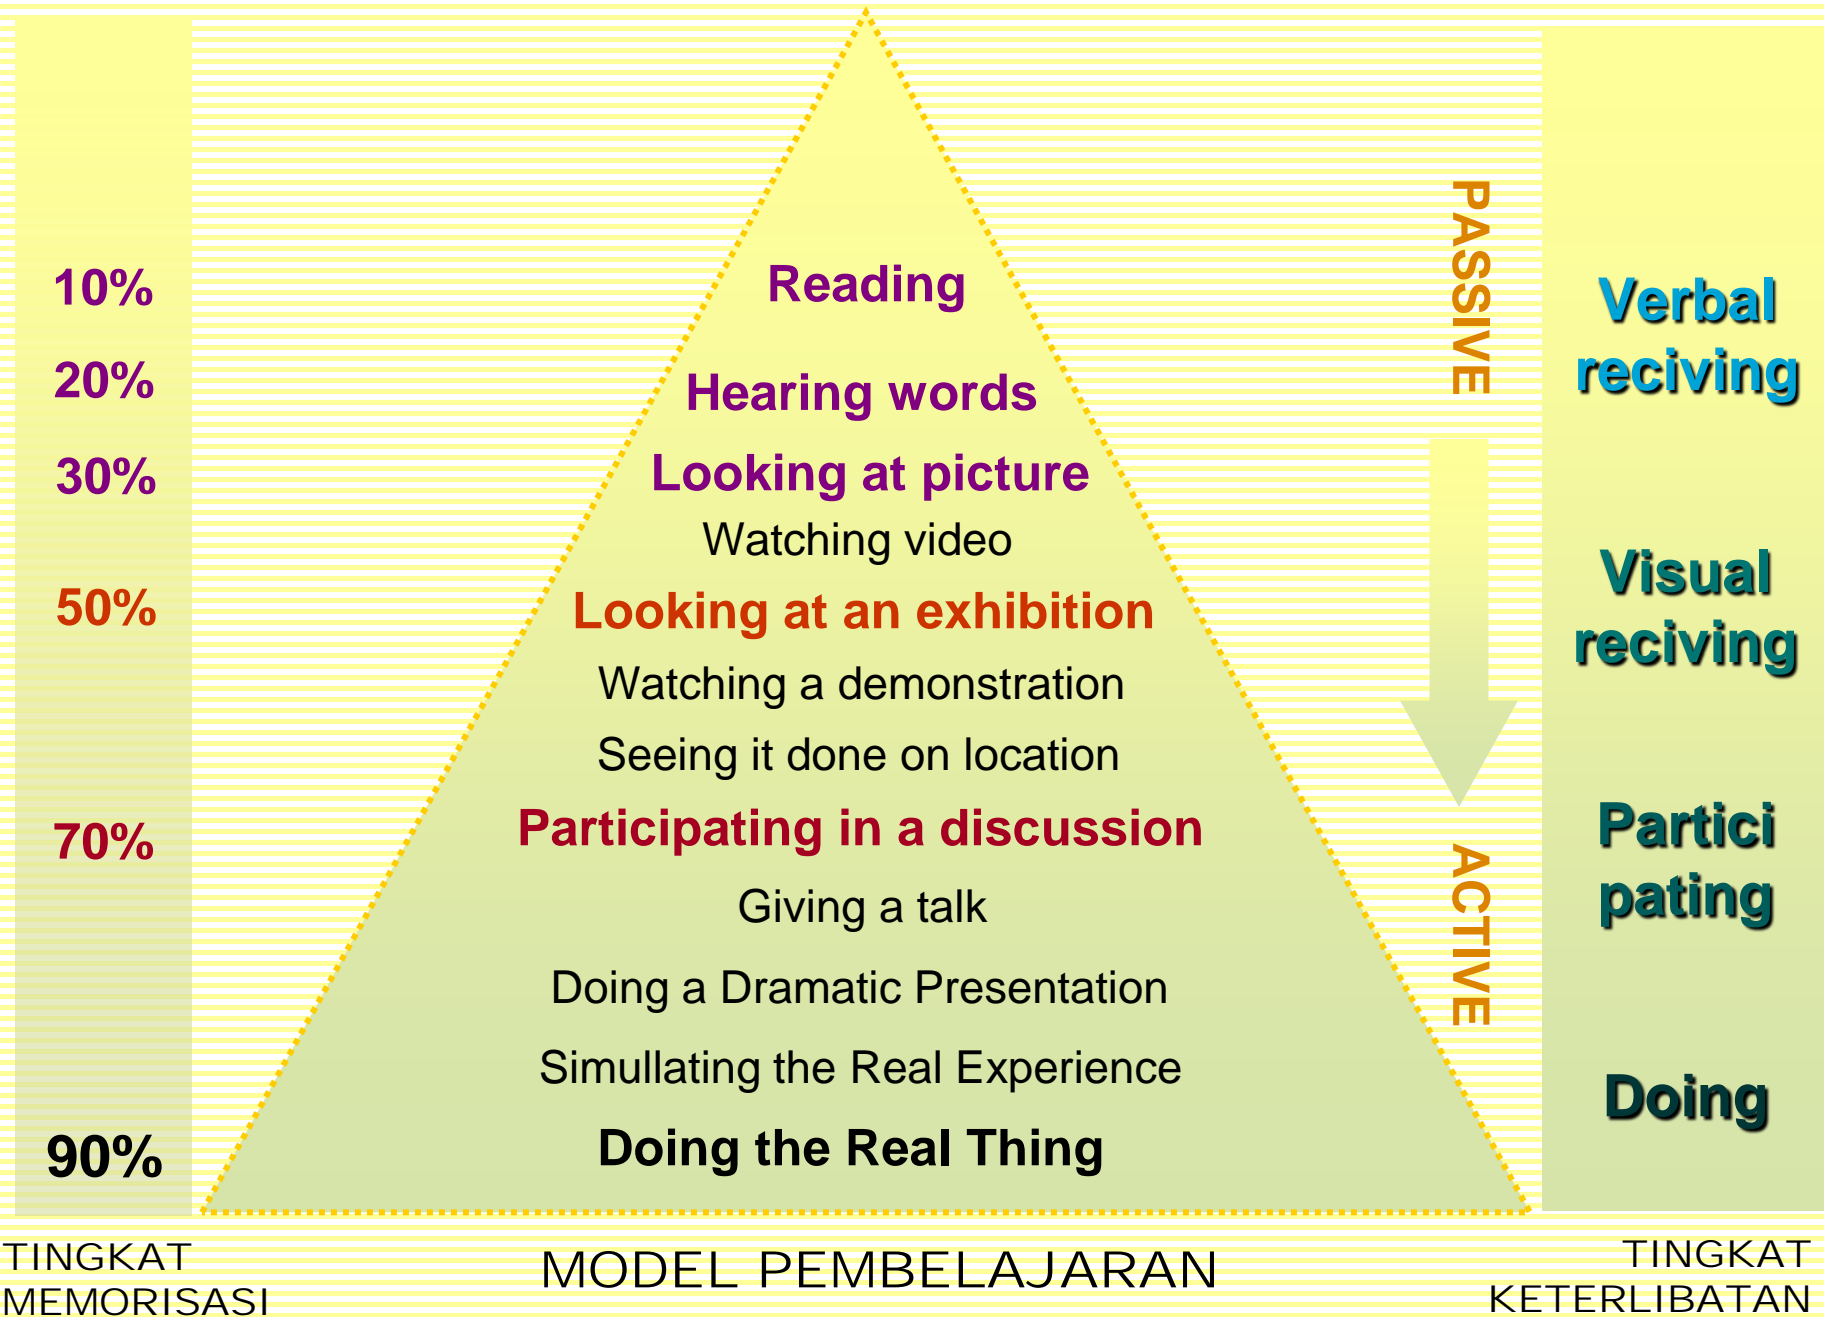 10%
20%
30%
50%
70%
90%
Reading
Hearing words
Looking at picture
Watching video
Looking at an exhibition
Watching a demonstration
Seeing it done on location
Participating in a discussion
Giving a talk
Doing a Dramatic Presentation
Simullating the Real Experience
Doing the Real Thing
PASSIVE
ACTIVE
Verbal
reciving
Visual
reciving
Partici
pating
Doing
TINGKAT
MEMORISASI
MODEL PEMBELAJARAN
TINGKAT
KETERLIBATAN